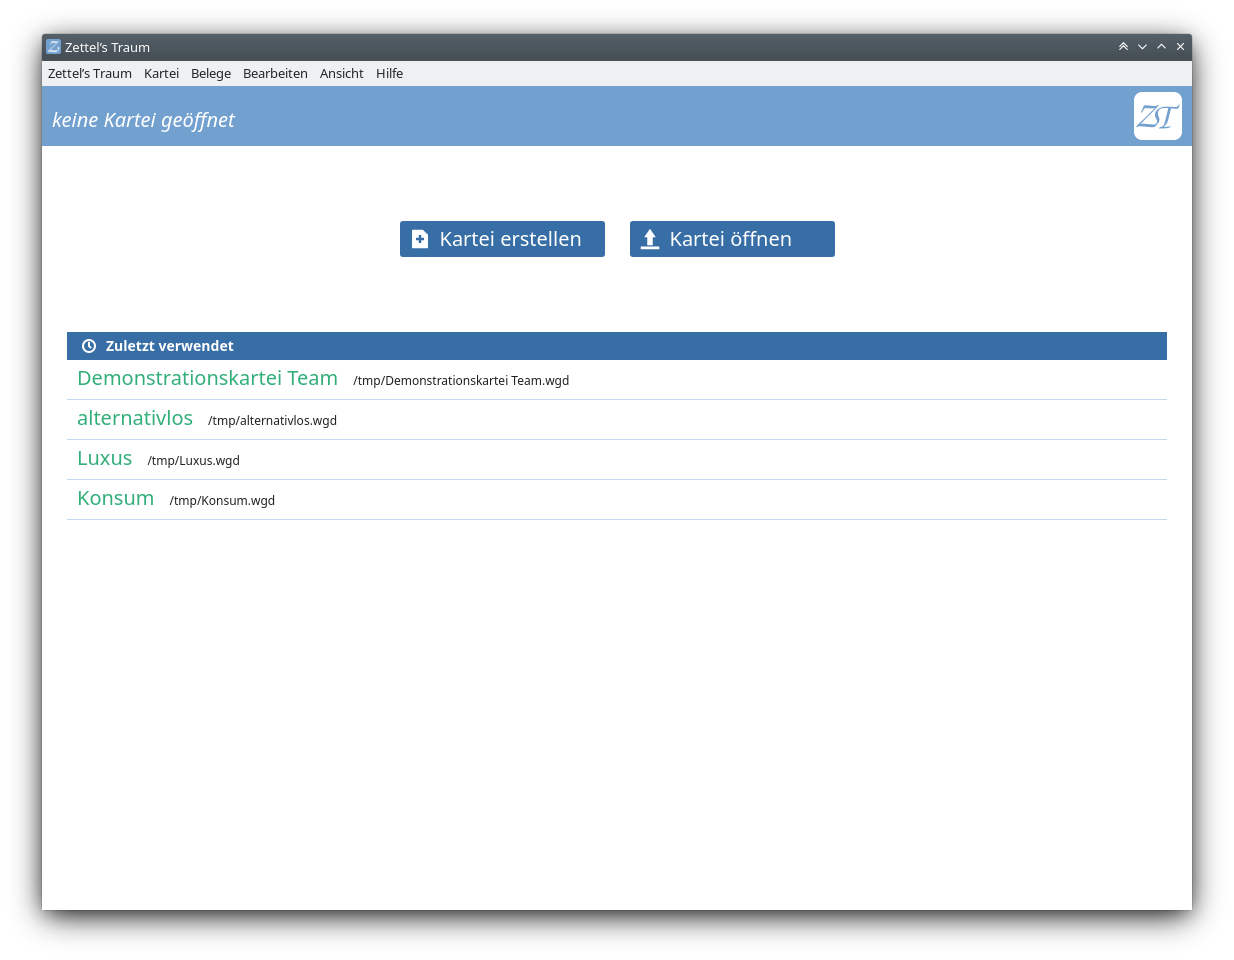 Zettel’s Traum
Zettel’s Traum Kartei Belege Bearbeiten Ansicht Hilfe
keine Kartei geöffnet
ZT
Kartei erstellen Kartei öffnen
Zuletzt verwendet
Demonstrationskartei Team /tmp/Demonstrationskartei Team.wgd
alternativlos /tmp/alternativlos.wgd
Luxus /tmp/Luxus.wgd
Konsum /tmp/Konsum.wgd